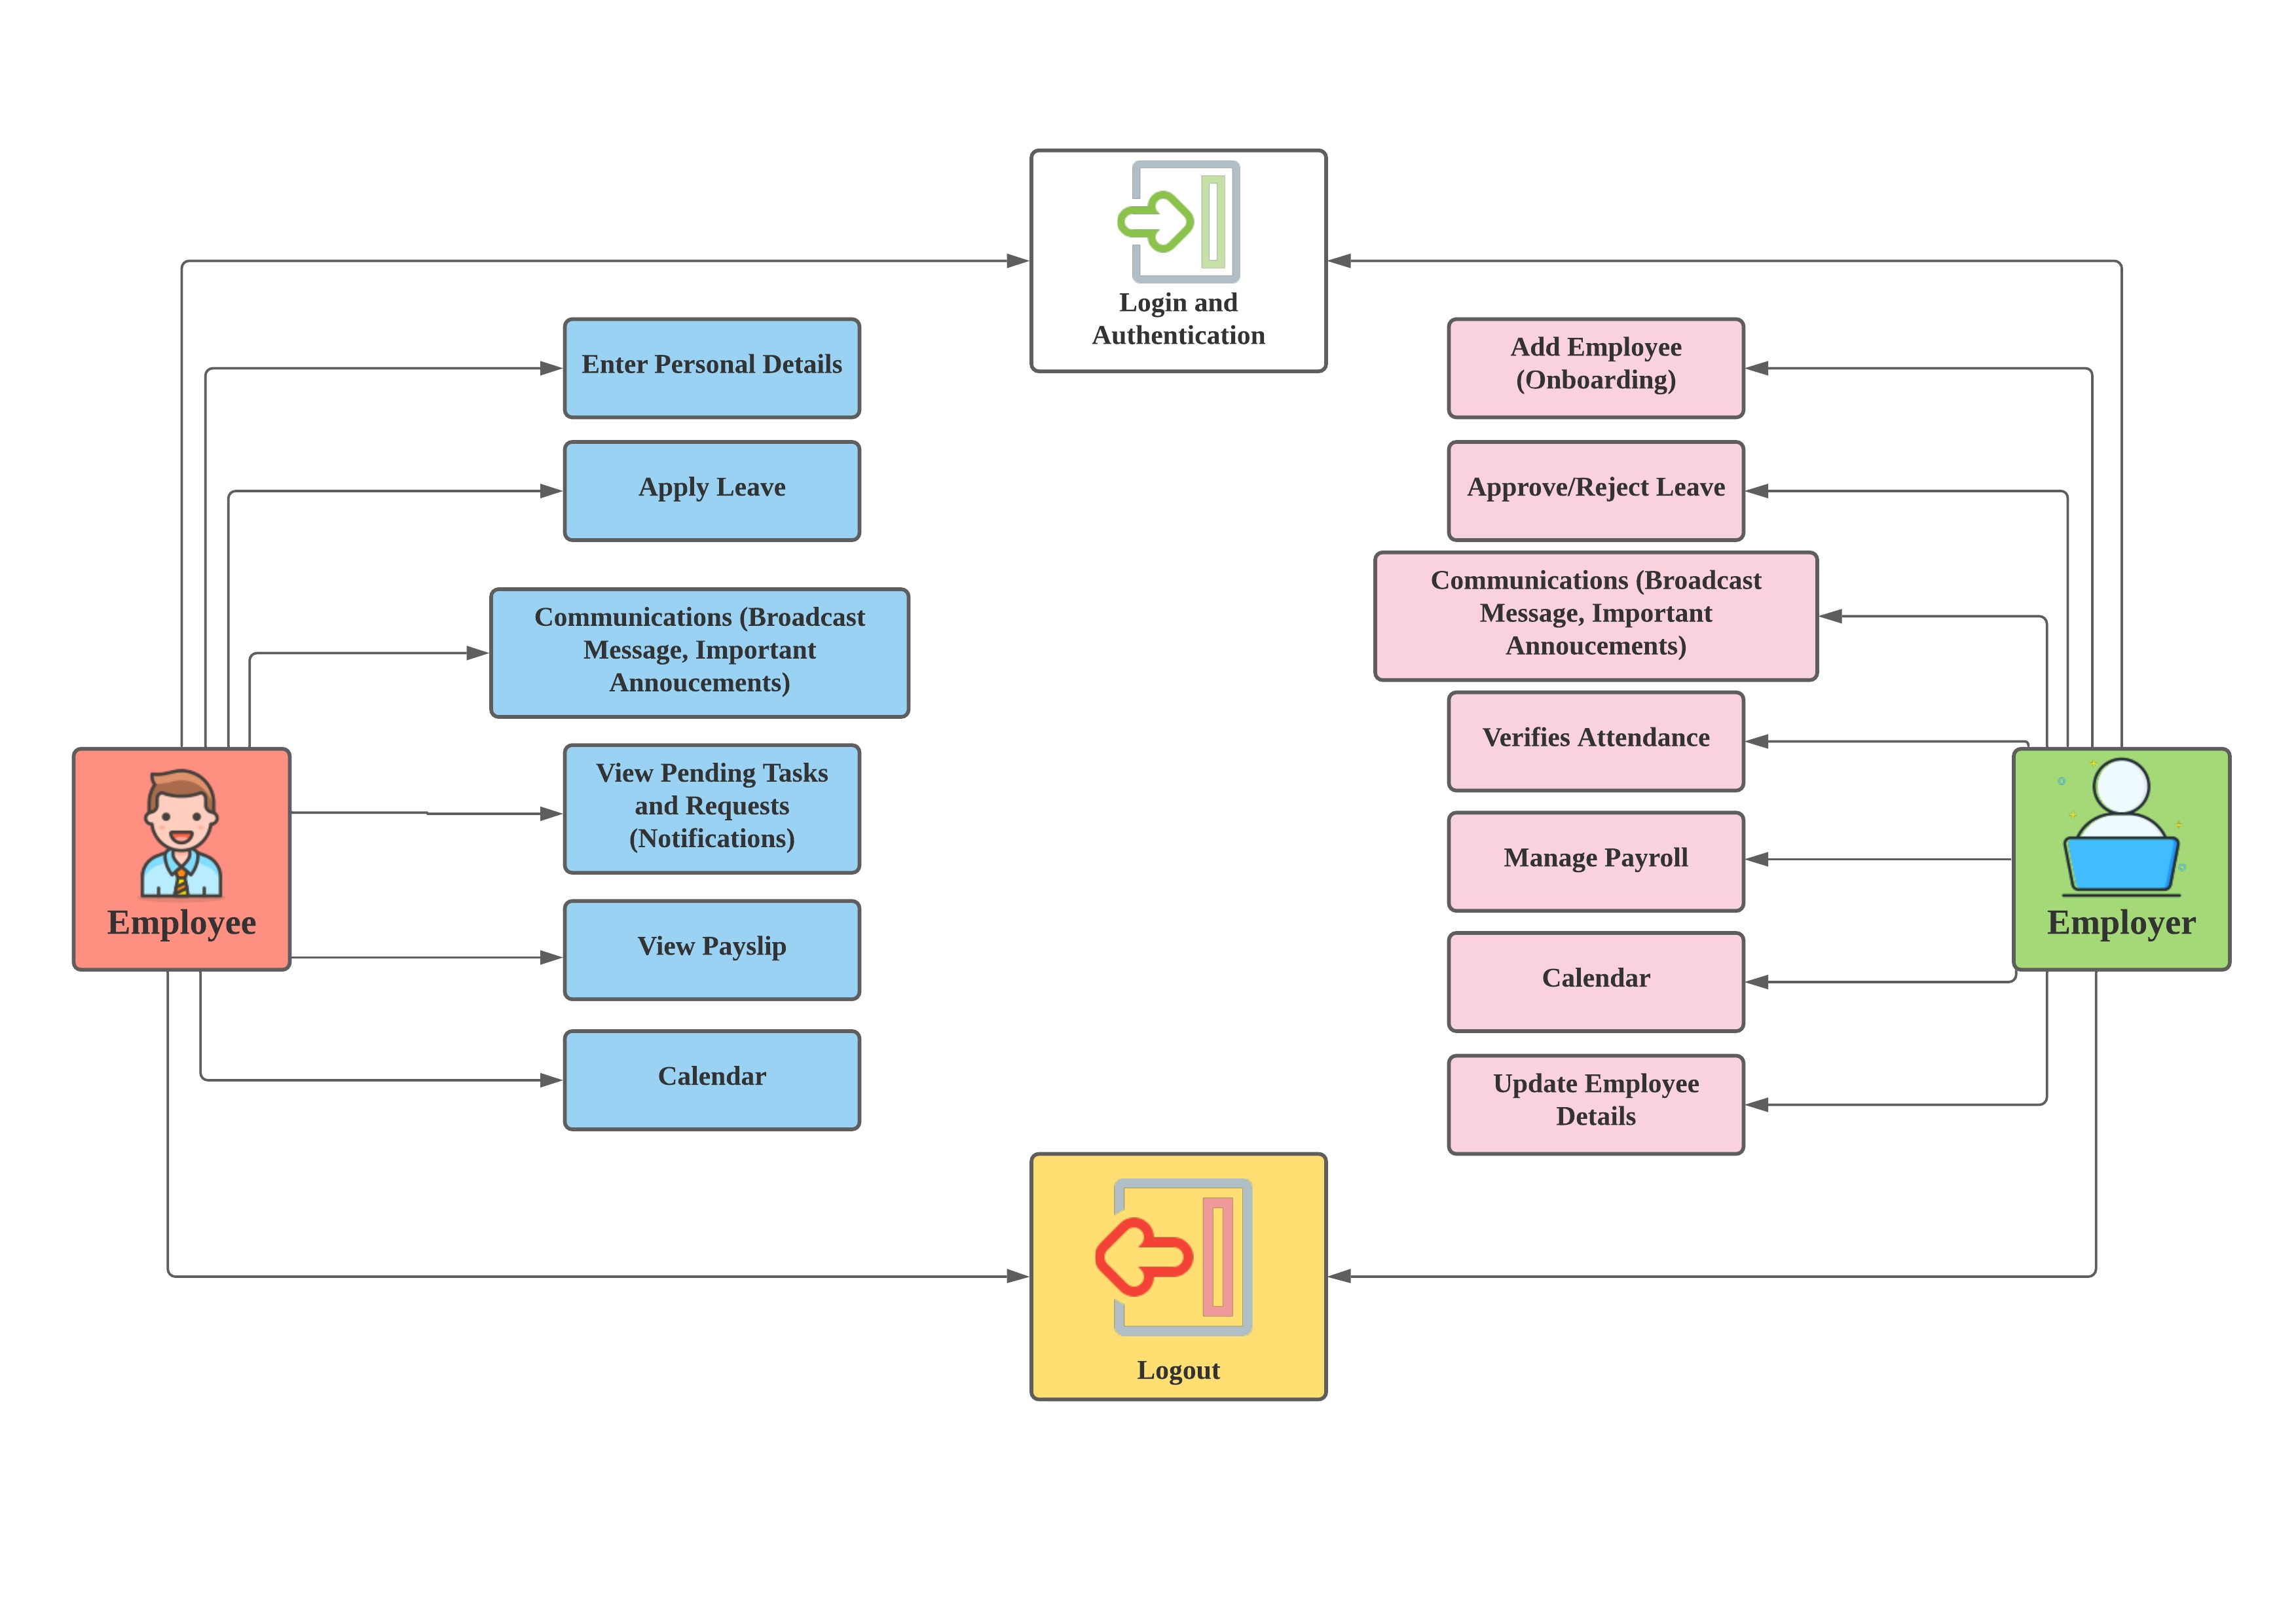 Login and
Authentication
Enter Personal Details
Apply Leave
Communications (Broadcast
Message, Important
Annoucements)
View Pending Tasks
and Requests
(Notifications)
View Payslip
Calendar
Employee
Add Employee
(Onboarding)
Approve/Reject Leave
Communications (Broadcast
Message, Important
Annoucements)
Verifies Attendance
Manage Payroll
Calendar
Update Employee
Details
Employer
Logout